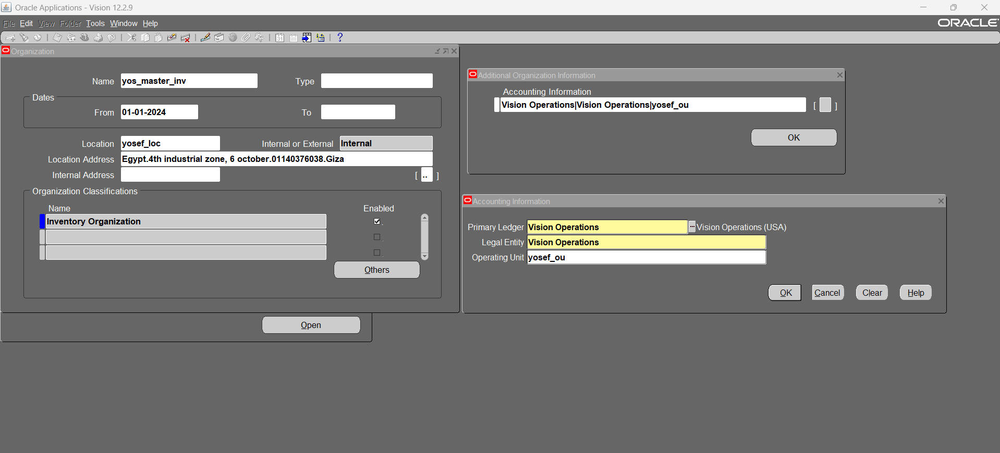 Oracle Applications - Vision 12.2.9
File Edit View Folder Tools Window Help
ORACLE
Organization
Name yos_master_inv Type
Dates
From 01-01-2024 To
Location yosef_loc Internal or External Internal
Location Address Egypt.4th industrial zone, 6 october.01140376038.Giza
Internal Address [ .. ]
Organization Classifications
Name Enabled
Inventory Organization
Others
Open
Additional Organization Information
Accounting Information
Vision Operations|Vision Operations|yosef_ou [ ]
OK
Accounting Information
Primary Ledger Vision Operations ... Vision Operations (USA)
Legal Entity Vision Operations
Operating Unit yosef_ou
OK Cancel Clear Help